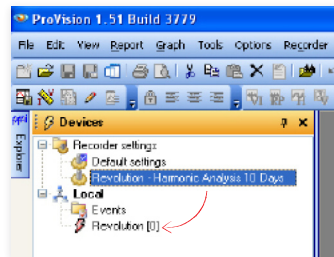 ProVision 1.51 Build 3779
File Edit View Report Graph Tools Options Recorder
Devices
Explorer
Recorder settings
Default settings
Revolution - Harmonic Analysis 10 Days
Local
Events
Revolution [0]